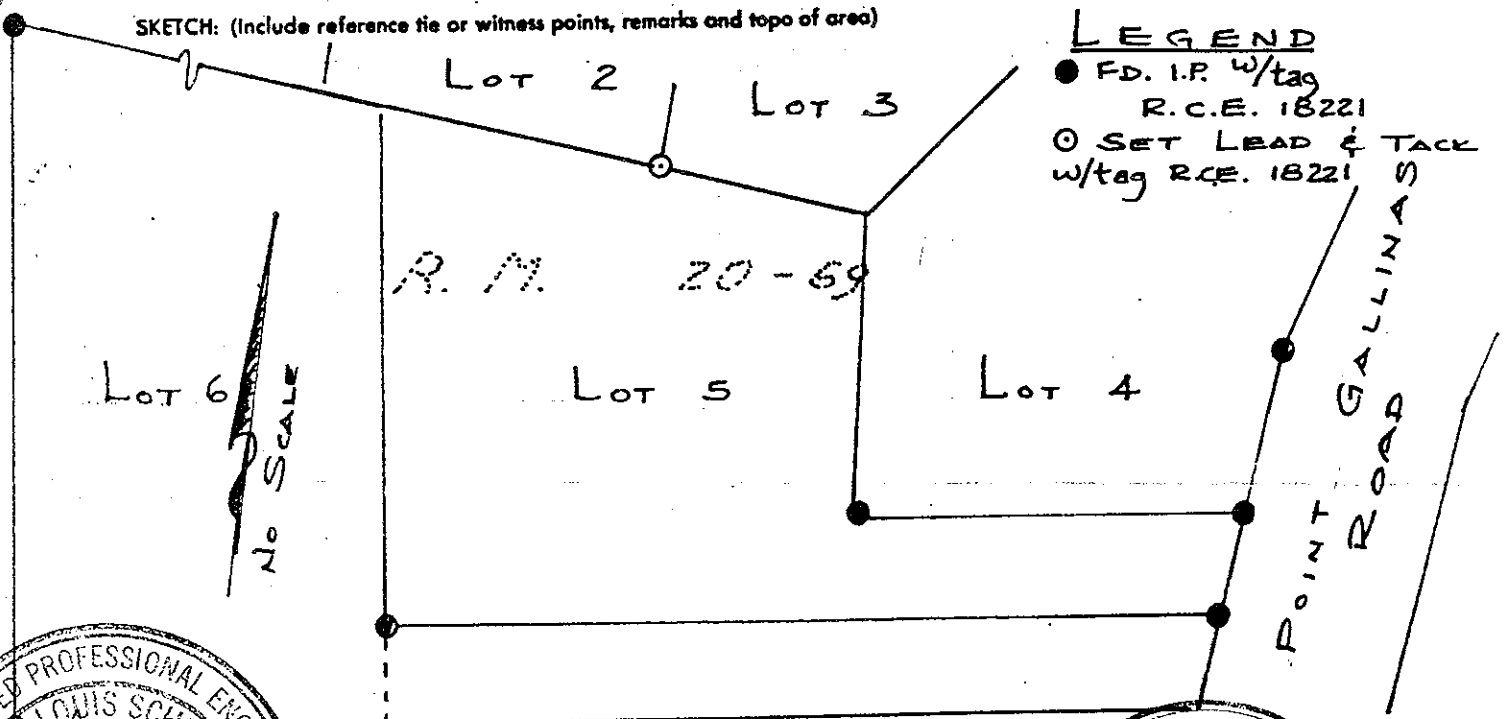 SKETCH: (Include reference tie or witness points, remarks and topo of area)
LEGEND
FD. I.P. w/tag
R.C.E. 18221
SET LEAD & TACK
w/tag R.C.E. 18221
LOT 2
LOT 3
R. M. 20-69
LOT 6
LOT 5
LOT 4
NO SCALE
POINT GALLINAS
ROAD
PROFESSIONAL
LOUIS